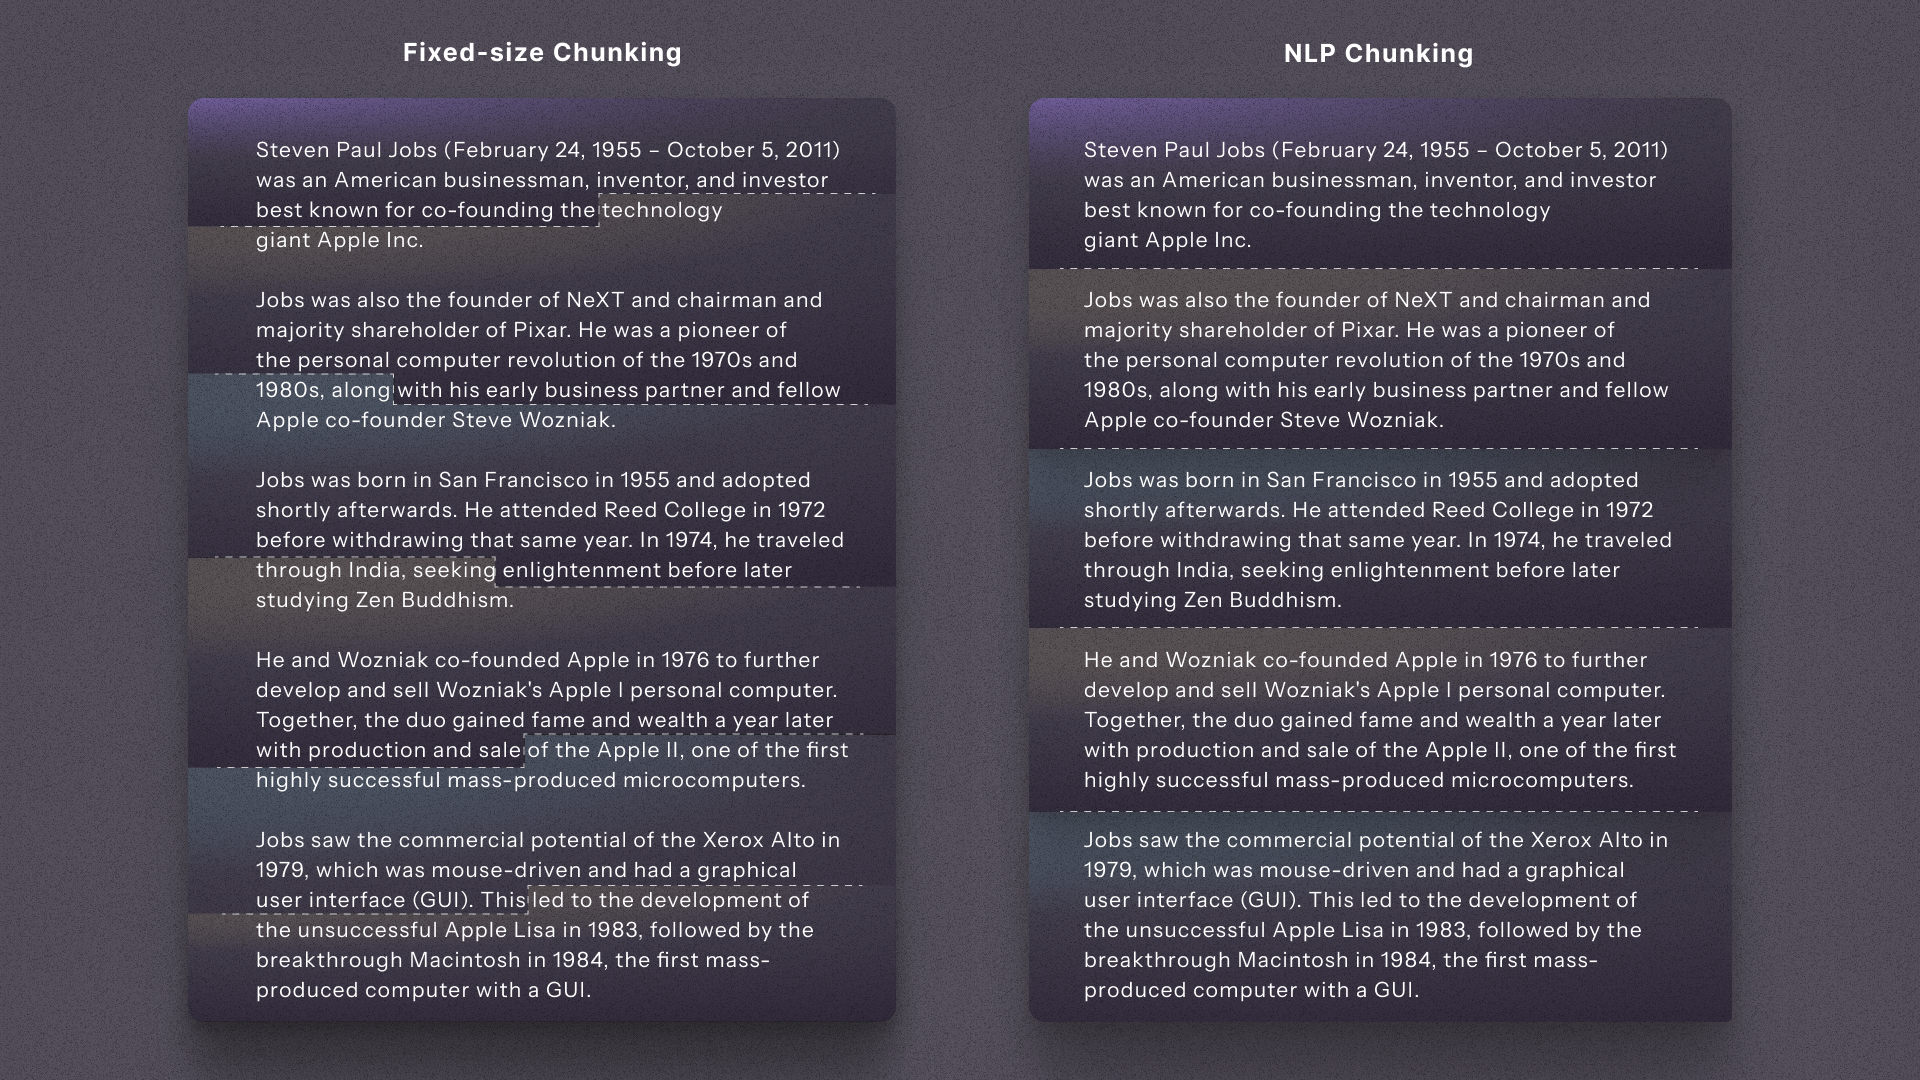 Fixed-size Chunking
Steven Paul Jobs (February 24, 1955 – October 5, 2011)
was an American businessman, inventor, and investor
best known for co-founding the technology
giant Apple Inc.
Jobs was also the founder of NeXT and chairman and
majority shareholder of Pixar. He was a pioneer of
the personal computer revolution of the 1970s and
1980s, along with his early business partner and fellow
Apple co-founder Steve Wozniak.
Jobs was born in San Francisco in 1955 and adopted
shortly afterwards. He attended Reed College in 1972
before withdrawing that same year. In 1974, he traveled
through India, seeking enlightenment before later
studying Zen Buddhism.
He and Wozniak co-founded Apple in 1976 to further
develop and sell Wozniak's Apple I personal computer.
Together, the duo gained fame and wealth a year later
with production and sale of the Apple II, one of the first
highly successful mass-produced microcomputers.
Jobs saw the commercial potential of the Xerox Alto in
1979, which was mouse-driven and had a graphical
user interface (GUI). This led to the development of
the unsuccessful Apple Lisa in 1983, followed by the
breakthrough Macintosh in 1984, the first mass-
produced computer with a GUI.
NLP Chunking
Steven Paul Jobs (February 24, 1955 – October 5, 2011)
was an American businessman, inventor, and investor
best known for co-founding the technology
giant Apple Inc.
Jobs was also the founder of NeXT and chairman and
majority shareholder of Pixar. He was a pioneer of
the personal computer revolution of the 1970s and
1980s, along with his early business partner and fellow
Apple co-founder Steve Wozniak.
Jobs was born in San Francisco in 1955 and adopted
shortly afterwards. He attended Reed College in 1972
before withdrawing that same year. In 1974, he traveled
through India, seeking enlightenment before later
studying Zen Buddhism.
He and Wozniak co-founded Apple in 1976 to further
develop and sell Wozniak's Apple I personal computer.
Together, the duo gained fame and wealth a year later
with production and sale of the Apple II, one of the first
highly successful mass-produced microcomputers.
Jobs saw the commercial potential of the Xerox Alto in
1979, which was mouse-driven and had a graphical
user interface (GUI). This led to the development of
the unsuccessful Apple Lisa in 1983, followed by the
breakthrough Macintosh in 1984, the first mass-
produced computer with a GUI.